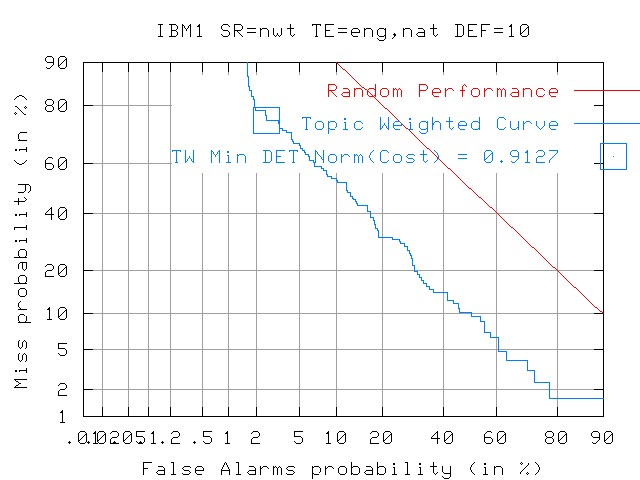 IBM1 SR=nwt TE=eng,nat DEF=10
90
80
60
40
20
10
5
2
1
Miss probability (in %)
Random Performance
Topic Weighted Curve
TW Min DET Norm(Cost) = 0.9127
.5 1 2 5 10 20 40 60 80 90
False Alarms probability (in %)